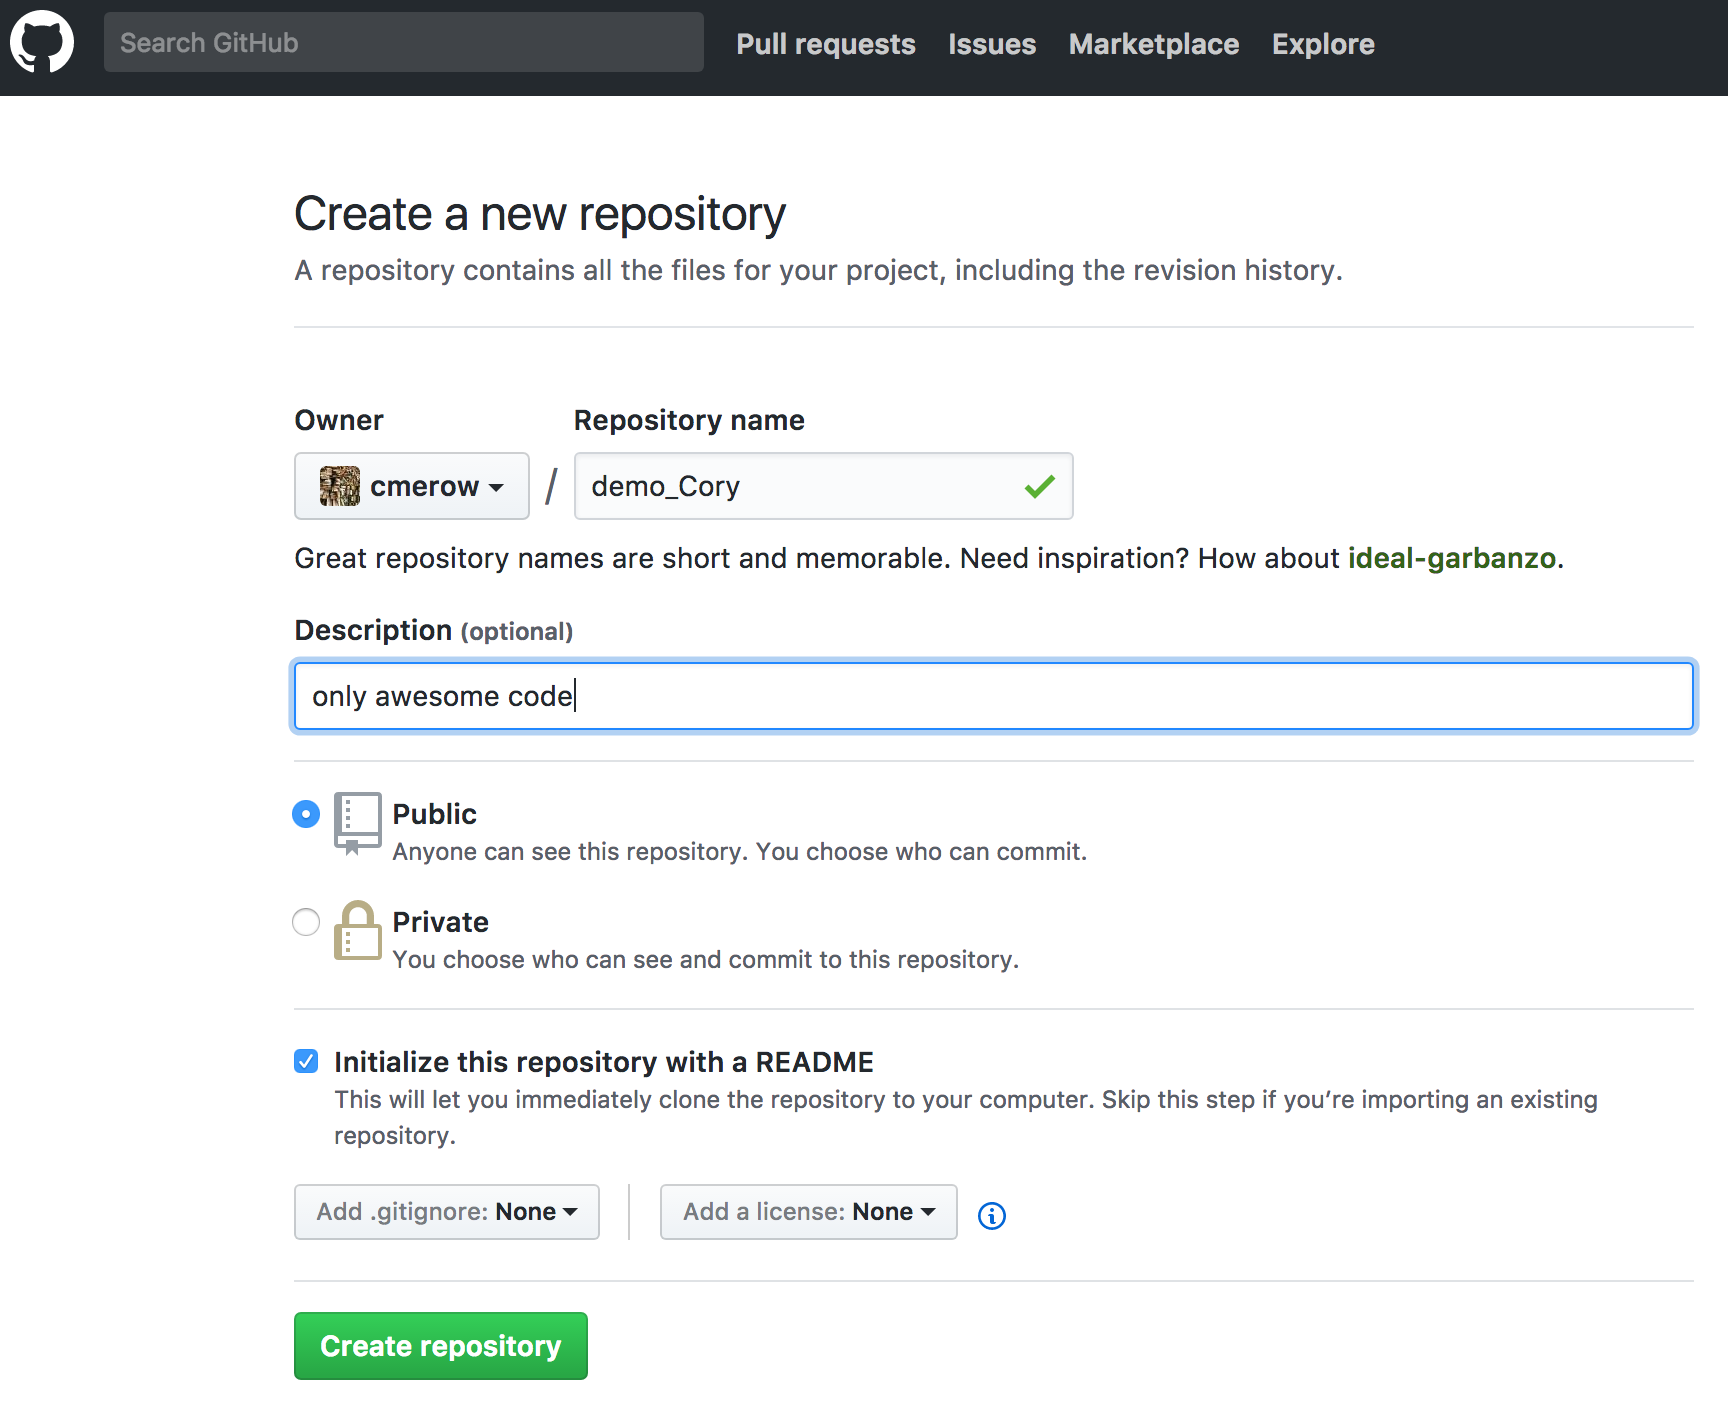 Search GitHub Pull requests Issues Marketplace Explore
Create a new repository
A repository contains all the files for your project, including the revision history.
Owner Repository name
cmerow / demo_Cory
Great repository names are short and memorable. Need inspiration? How about ideal-garbanzo.
Description (optional)
only awesome code
Public
Anyone can see this repository. You choose who can commit.
Private
You choose who can see and commit to this repository.
Initialize this repository with a README
This will let you immediately clone the repository to your computer. Skip this step if you’re importing an existing
repository.
Add .gitignore: None Add a license: None
Create repository